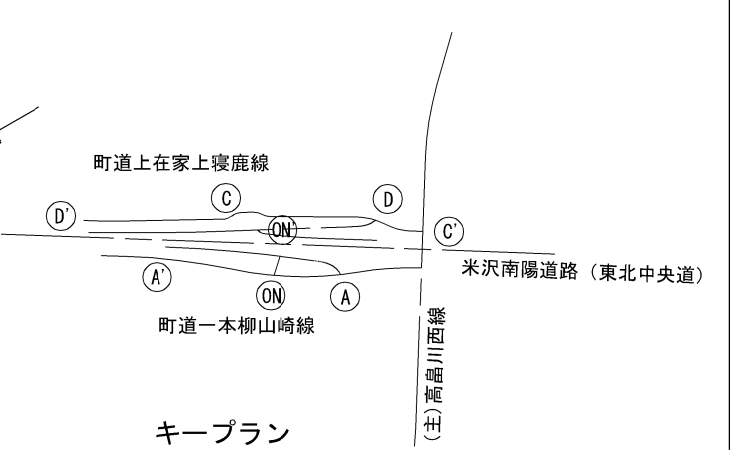 町道上在家上寝鹿線
C
D
D'
ON'
C'
米沢南陽道路（東北中央道）
A'
ON
A
町道一本柳山崎線
(主)高畠川西線
キープラン